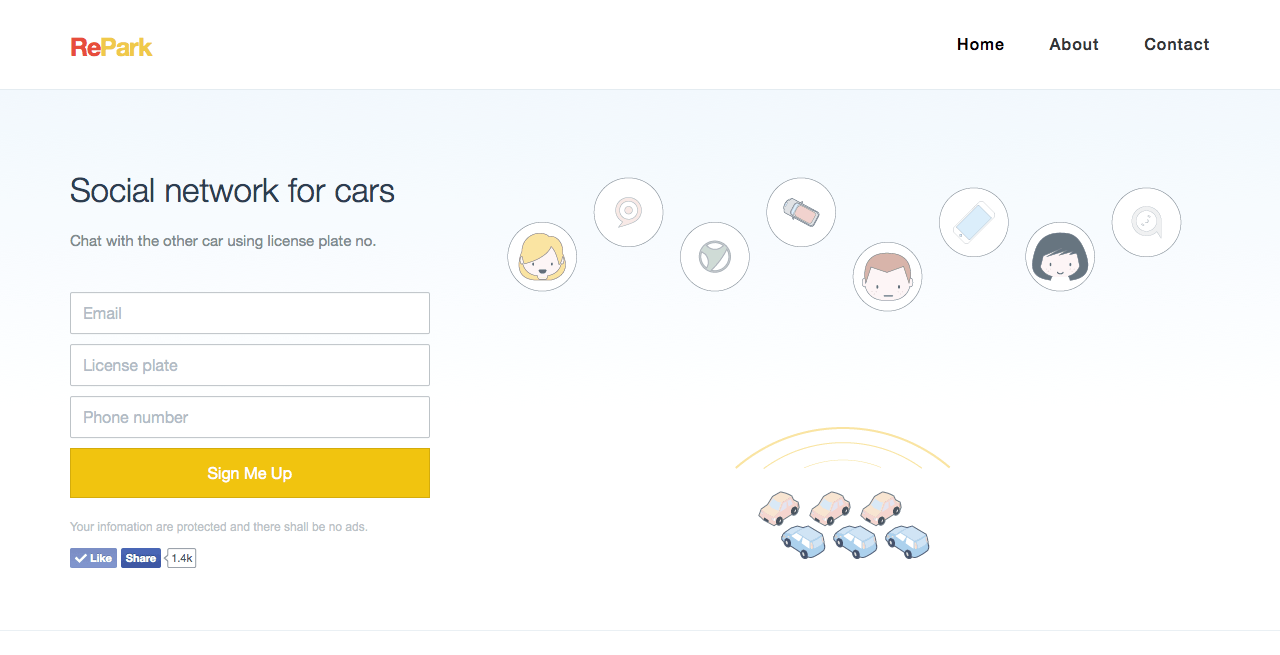 RePark
Home About Contact
Social network for cars
Chat with the other car using license plate no.
Email
License plate
Phone number
Sign Me Up
Your infomation are protected and there shall be no ads.
Like Share 1.4k